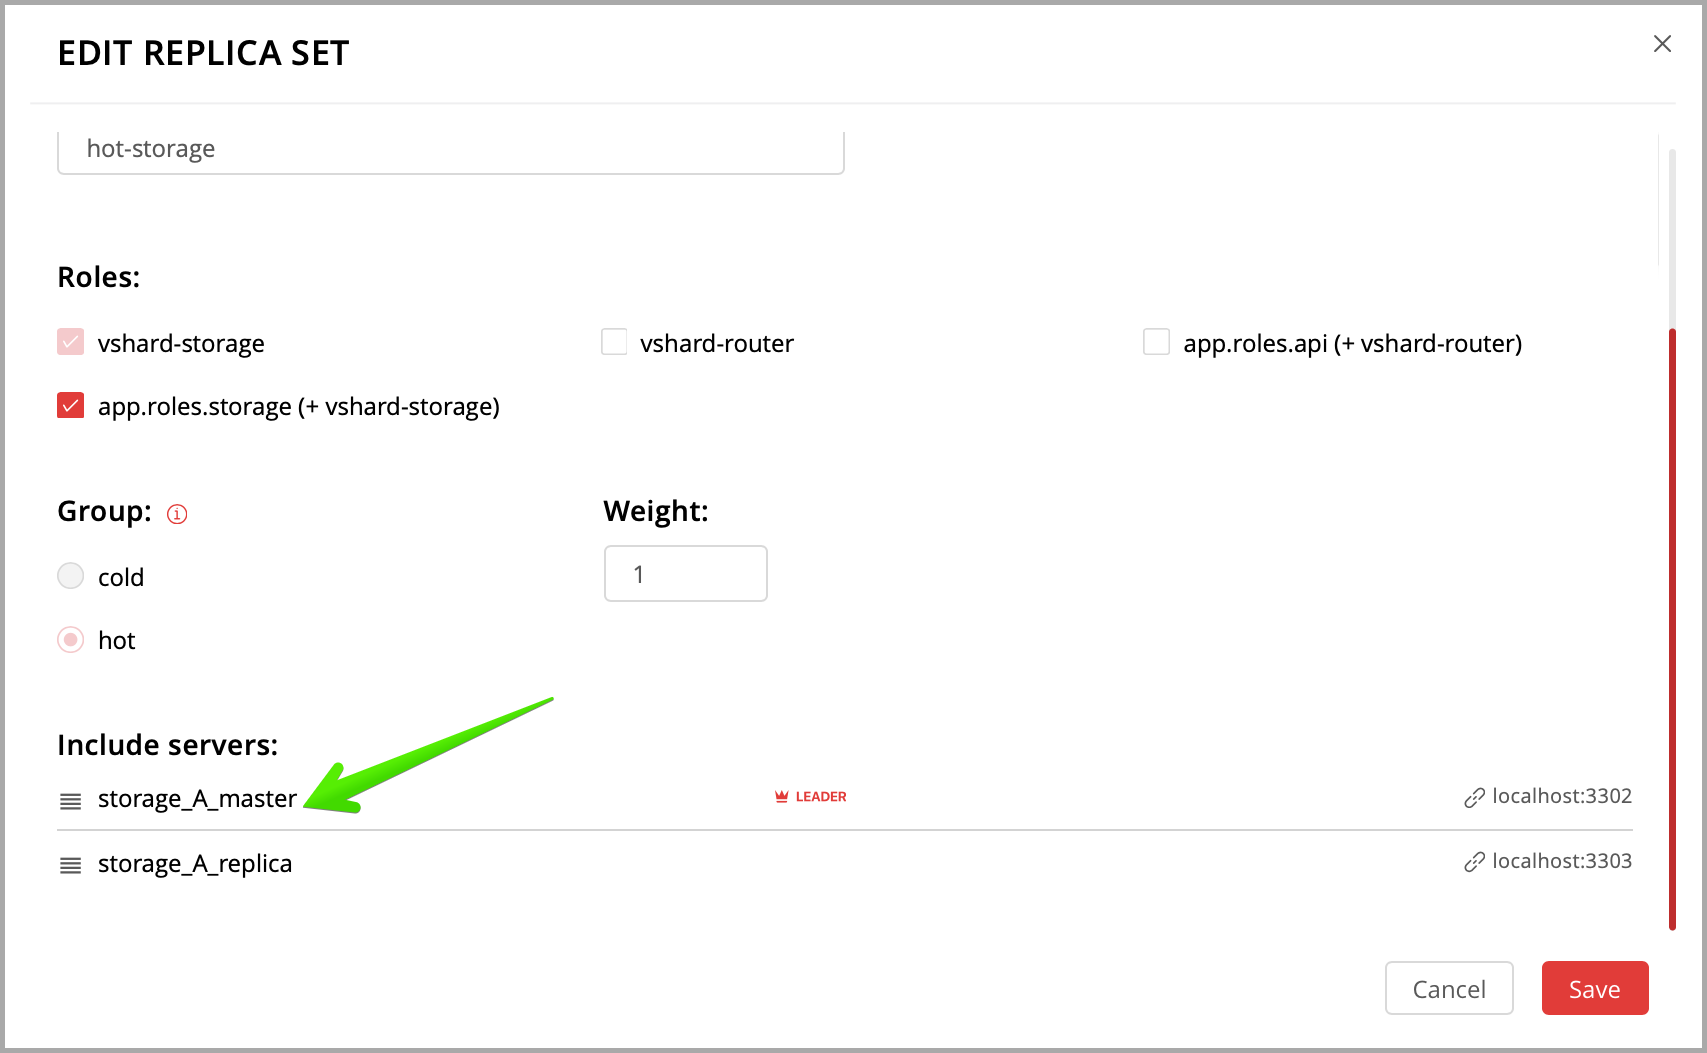 EDIT REPLICA SET
hot-storage
Roles:
vshard-storage
vshard-router
app.roles.api (+ vshard-router)
app.roles.storage (+ vshard-storage)
Group:
Weight:
cold
1
hot
Include servers:
storage_A_master LEADER localhost:3302
storage_A_replica localhost:3303
Cancel Save